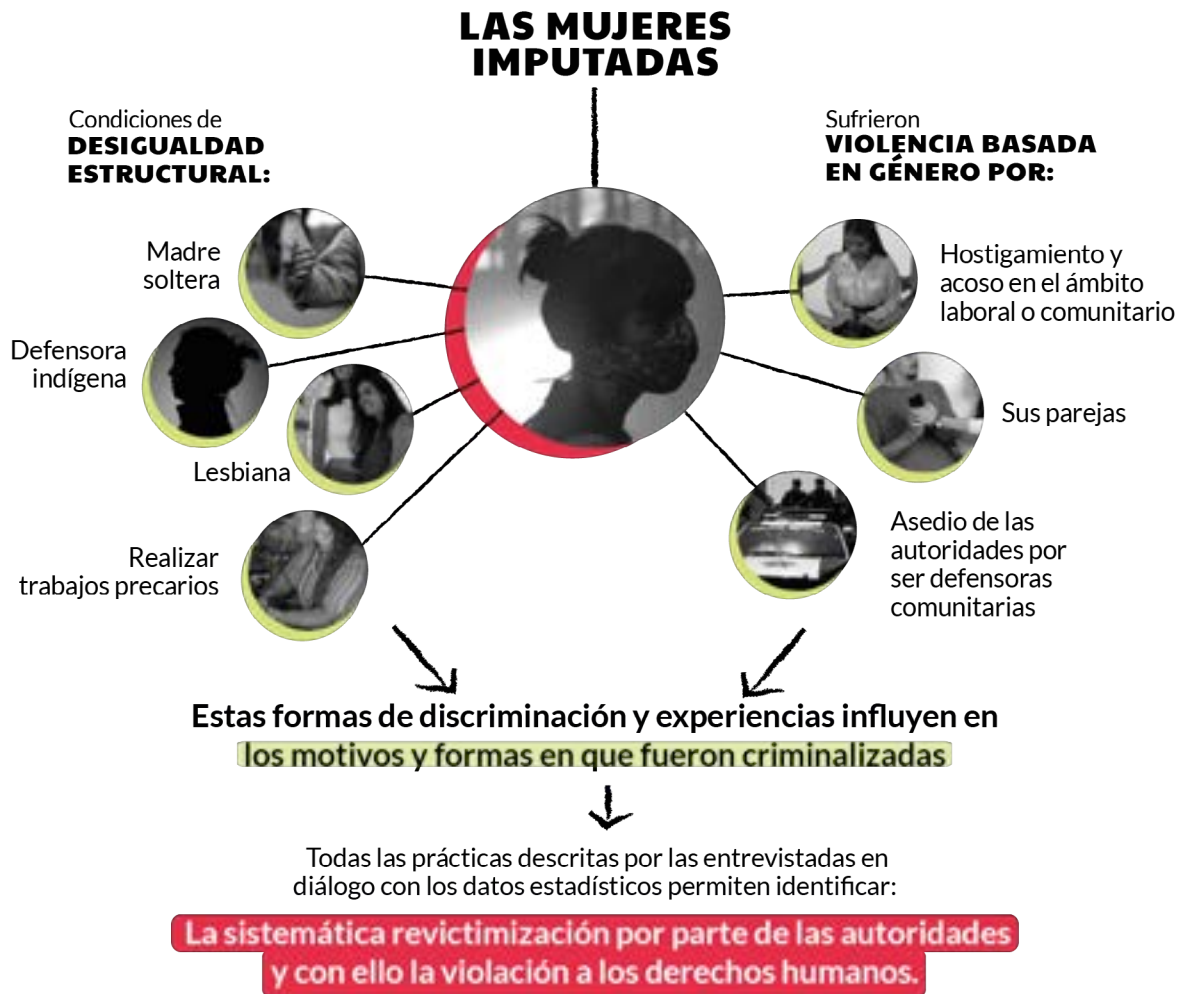 LAS MUJERES
IMPUTADAS
Condiciones de
DESIGUALDAD
ESTRUCTURAL:
Madre
soltera
Defensora
indígena
Lesbiana
Realizar
trabajos precarios
Sufrieron
VIOLENCIA BASADA
EN GÉNERO POR:
Hostigamiento y
acoso en el ámbito
laboral o comunitario
Sus parejas
Asedio de las
autoridades por
ser defensoras
comunitarias
Estas formas de discriminación y experiencias influyen en
los motivos y formas en que fueron criminalizadas
Todas las prácticas descritas por las entrevistadas en
diálogo con los datos estadísticos permiten identificar:
La sistemática revictimización por parte de las autoridades
y con ello la violación a los derechos humanos.